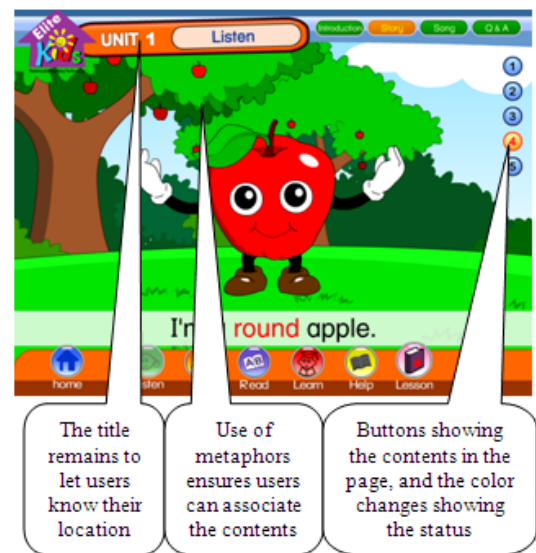 Elite
Kids
UNIT 1
Listen
Introduction
Story
Song
Q & A
1
2
3
4
5
I'm round apple.
home
isten
Read
Learn
Help
Lesson
The title
remains to
let users
know their
location
Use of
metaphors
ensures users
can associate
the contents
Buttons showing
the contents in the
page, and the color
changes showing
the status